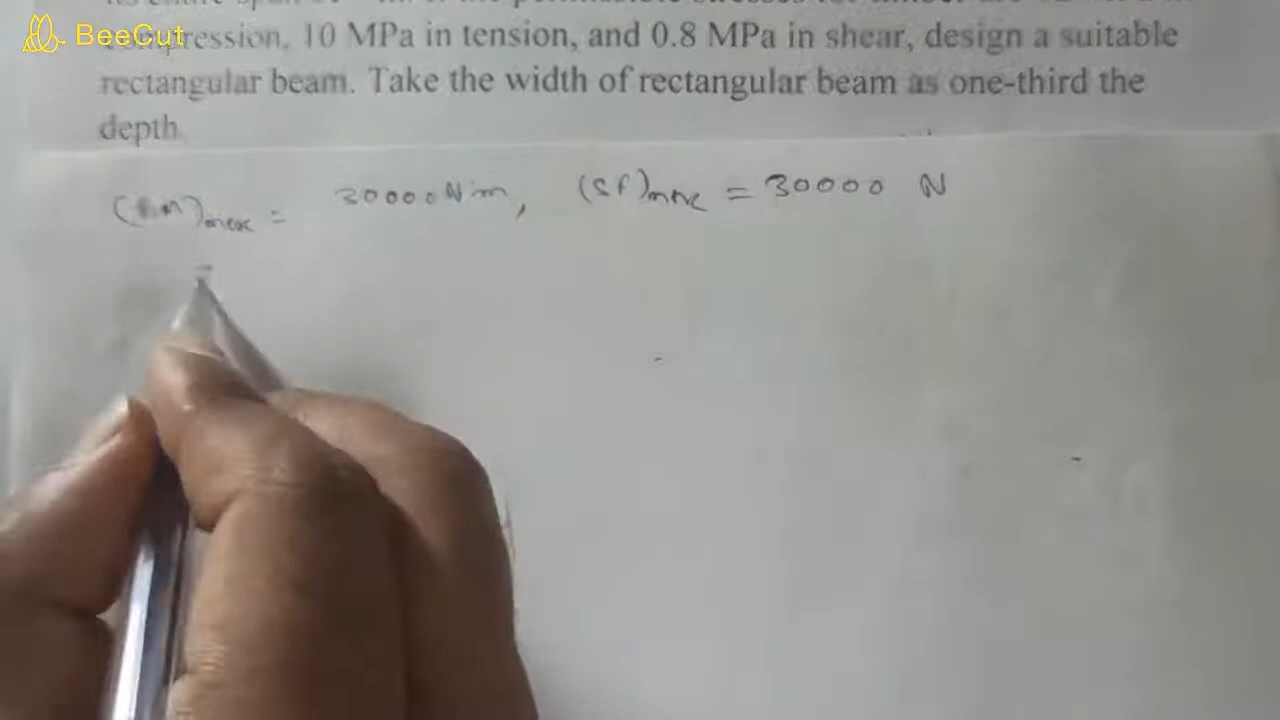 BeeCut
ression, 10 MPa in tension, and 0.8 MPa in shear, design a suitable
rectangular beam. Take the width of rectangular beam as one-third the
depth
(BM)max = 30000 N·m, (SF)max = 30000 N
=